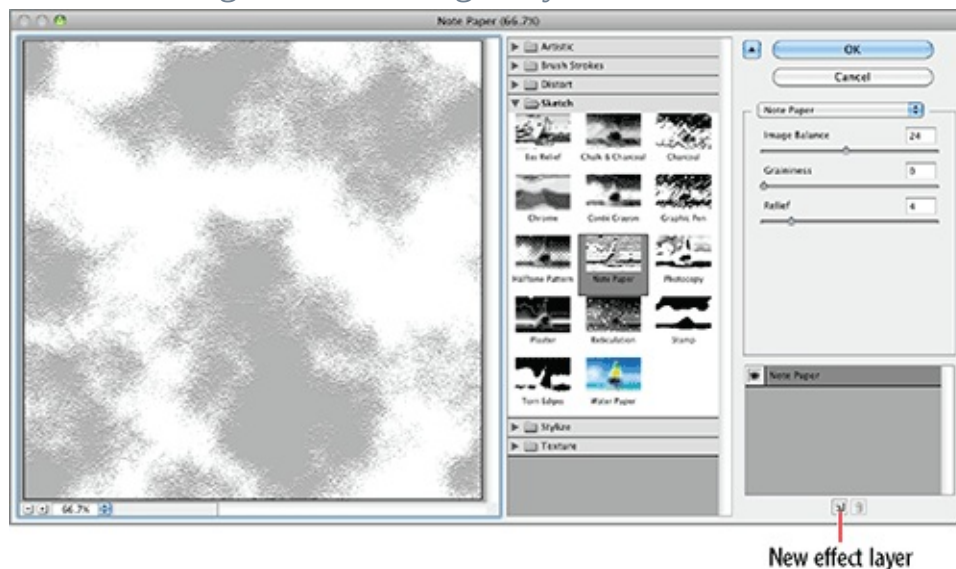 Note Paper (66.7%)
Artistic
Brush Strokes
Distort
Sketch
Bas Relief Chalk & Charcoal Charcoal
Chrome Conté Crayon Graphic Pen
Halftone Pattern Note Paper Photocopy
Plaster Reticulation Stamp
Torn Edges Water Paper
Stylize
Texture
66.7%
OK
Cancel
Note Paper
Image Balance 24
Graininess 0
Relief 4
Note Paper
New effect layer